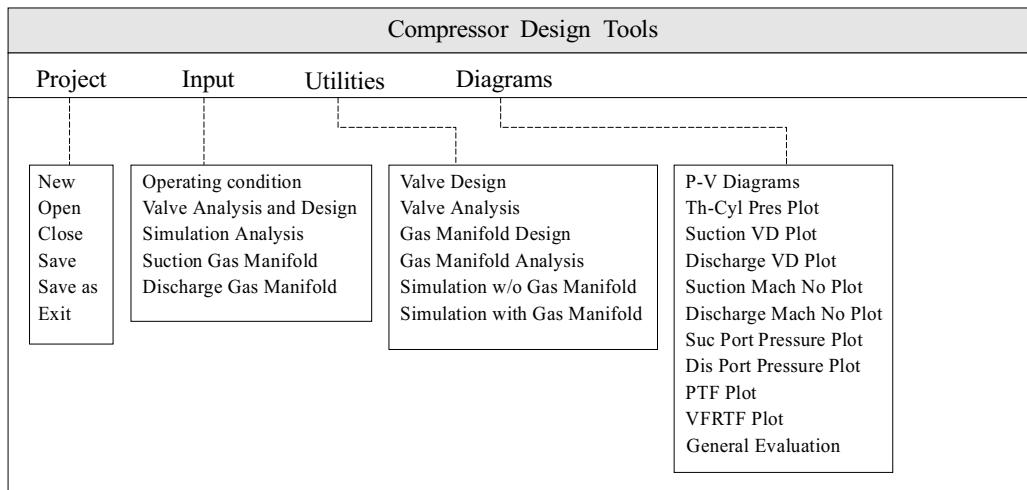 Compressor Design Tools
Project Input Utilities Diagrams
New
Open
Close
Save
Save as
Exit
Operating condition
Valve Analysis and Design
Simulation Analysis
Suction Gas Manifold
Discharge Gas Manifold
Valve Design
Valve Analysis
Gas Manifold Design
Gas Manifold Analysis
Simulation w/o Gas Manifold
Simulation with Gas Manifold
P-V Diagrams
Th-Cyl Pres Plot
Suction VD Plot
Discharge VD Plot
Suction Mach No Plot
Discharge Mach No Plot
Suc Port Pressure Plot
Dis Port Pressure Plot
PTF Plot
VFRTF Plot
General Evaluation